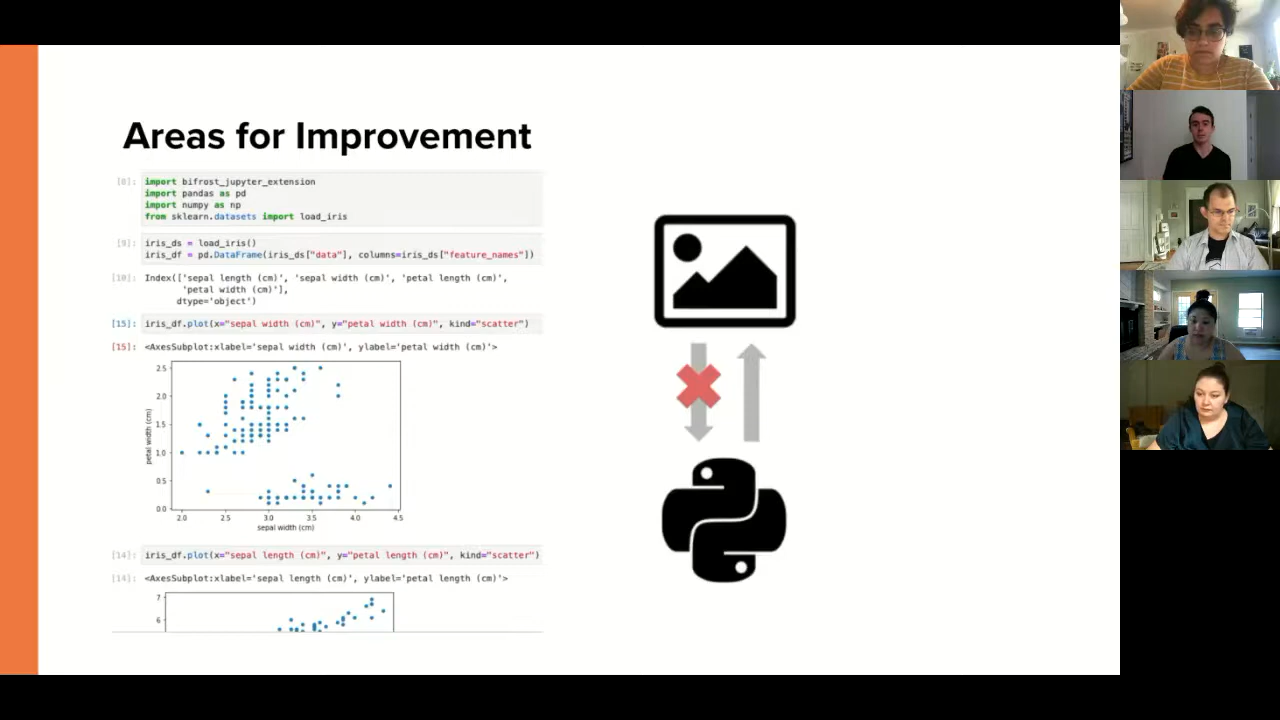 Areas for Improvement
[8]: import bifrost_jupyter_extension
import pandas as pd
import numpy as np
from sklearn.datasets import load_iris
[9]: iris_ds = load_iris()
iris_df = pd.DataFrame(iris_ds["data"], columns=iris_ds["feature_names"])
[10]: Index(['sepal length (cm)', 'sepal width (cm)', 'petal length (cm)',
'petal width (cm)'],
dtype='object')
[15]: iris_df.plot(x="sepal width (cm)", y="petal width (cm)", kind="scatter")
[15]: <AxesSubplot:xlabel='sepal width (cm)', ylabel='petal width (cm)'>
petal width (cm)
2.5
2.0
1.5
1.0
0.5
0.0
2.0 2.5 3.0 3.5 4.0 4.5
sepal width (cm)
[14]: iris_df.plot(x="sepal length (cm)", y="petal length (cm)", kind="scatter")
[14]: <AxesSubplot:xlabel='sepal length (cm)', ylabel='petal length (cm)'>
7
6